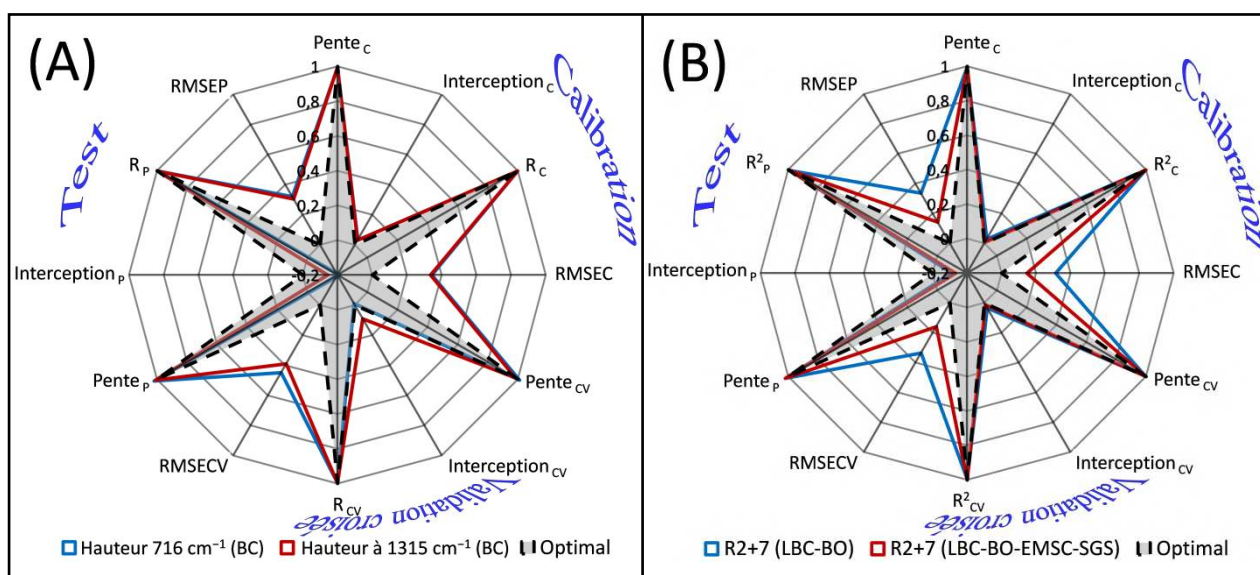 (A)
Pente C
1
0,8
0,6
0,4
0,2
0
-0,2
Interception C
R C
RMSEC
Pente CV
Interception CV
R CV
RMSECV
Pente P
Interception P
R P
RMSEP
Calibration
Validation croisée
Test
Hauteur 716 cm⁻¹ (BC) Hauteur à 1315 cm⁻¹ (BC) Optimal
(B)
Pente C
1
0,8
0,6
0,4
0,2
0
-0,2
Interception C
R² C
RMSEC
Pente CV
Interception CV
R² CV
RMSECV
Pente P
Interception P
R² P
RMSEP
Calibration
Validation croisée
Test
R2+7 (LBC-BO) R2+7 (LBC-BO-EMSC-SGS) Optimal